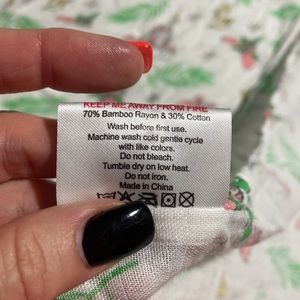 KEEP ME AWAY FROM FIRE
70% Bamboo Rayon & 30% Cotton
Wash before first use.
Machine wash cold gentle cycle
with like colors.
Do not bleach.
Tumble dry on low heat.
Do not iron.
Made in China